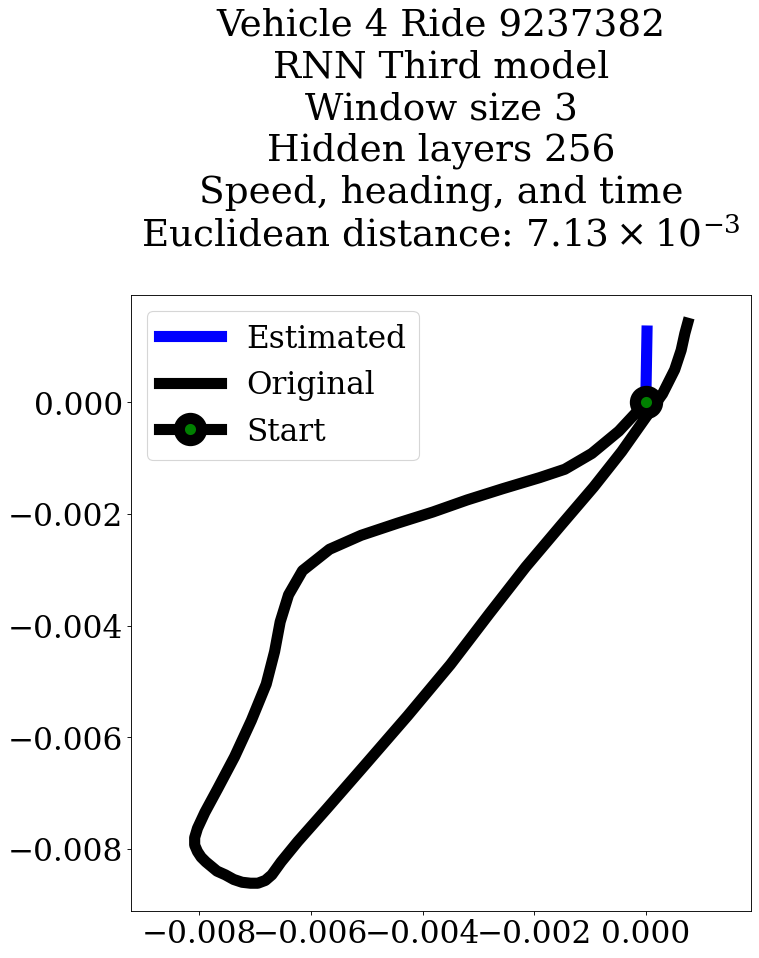 Vehicle 4 Ride 9237382
RNN Third model
Window size 3
Hidden layers 256
Speed, heading, and time
Euclidean distance: 7.13 × 10⁻³
Estimated
Original
Start
0.000
−0.002
−0.004
−0.006
−0.008
−0.008 −0.006 −0.004 −0.002 0.000